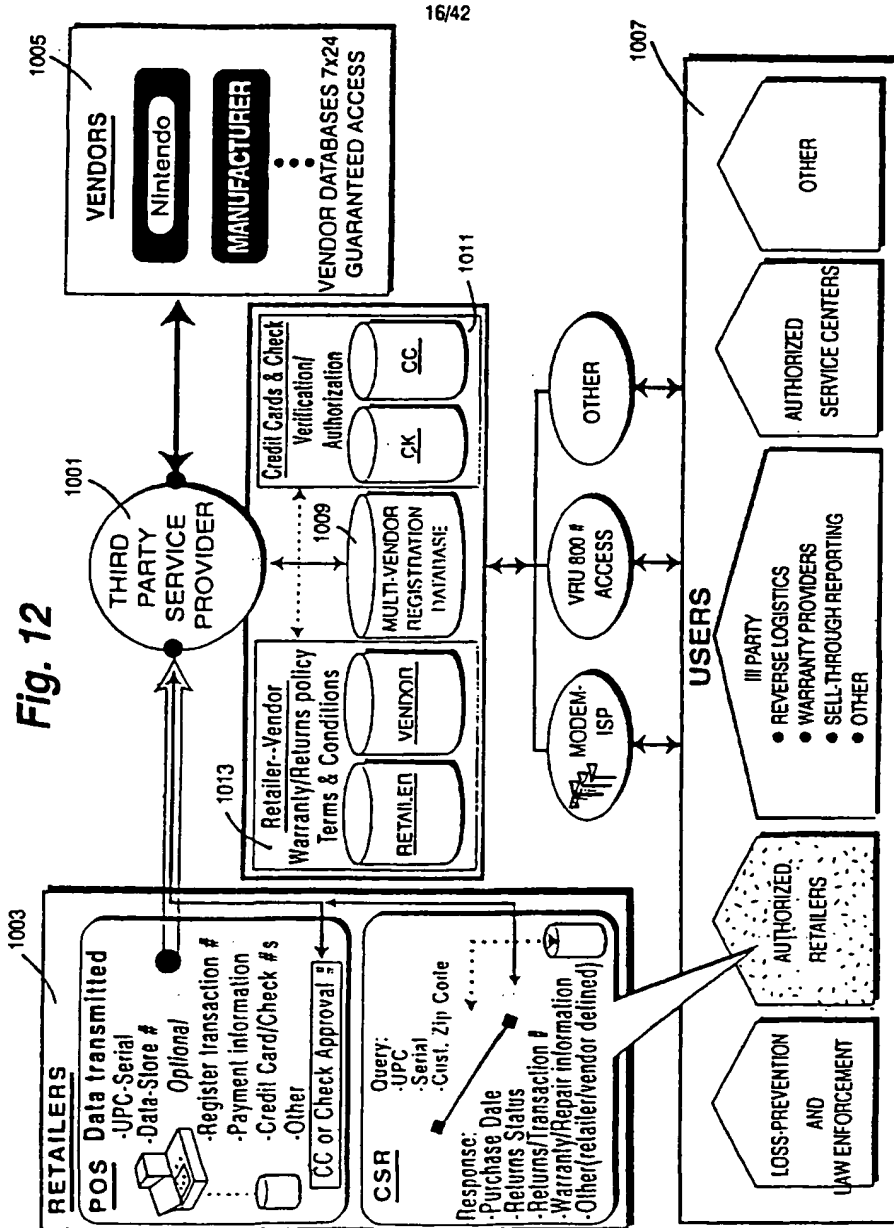 16/42
Fig. 12
1003
RETAILERS
POS Data transmitted
-UPC-Serial
-Data-Store #
Optional
-Register transaction #
-Payment information
-Credit Card/Check #s
-Other
CC or Check Approval #
CSR
Query:
-UPC
-Serial
-Cust. Zip Code
Response:
-Purchase Date
-Returns Status
-Returns/Transaction #
-Warranty/Repair information
-Other(retailer/vendor defined)
1001
THIRD
PARTY
SERVICE
PROVIDER
1005
VENDORS
Nintendo
MANUFACTURER
VENDOR DATABASES 7x24
GUARANTEED ACCESS
1013
Retailer--Vendor
Warranty/Returns policy
Terms & Conditions
RETAILER
VENDOR
1009
MULTI-VENDOR
REGISTRATION
DATABASE
Credit Cards & Check
Verification/
Authorization
CK
CC
1011
MODEM-
ISP
VRU 800 #
ACCESS
OTHER
1007
USERS
LOSS-PREVENTION
AND
LAW ENFORCEMENT
AUTHORIZED
RETAILERS
III PARTY
● REVERSE LOGISTICS
● WARRANTY PROVIDERS
● SELL-THROUGH REPORTING
● OTHER
AUTHORIZED
SERVICE CENTERS
OTHER